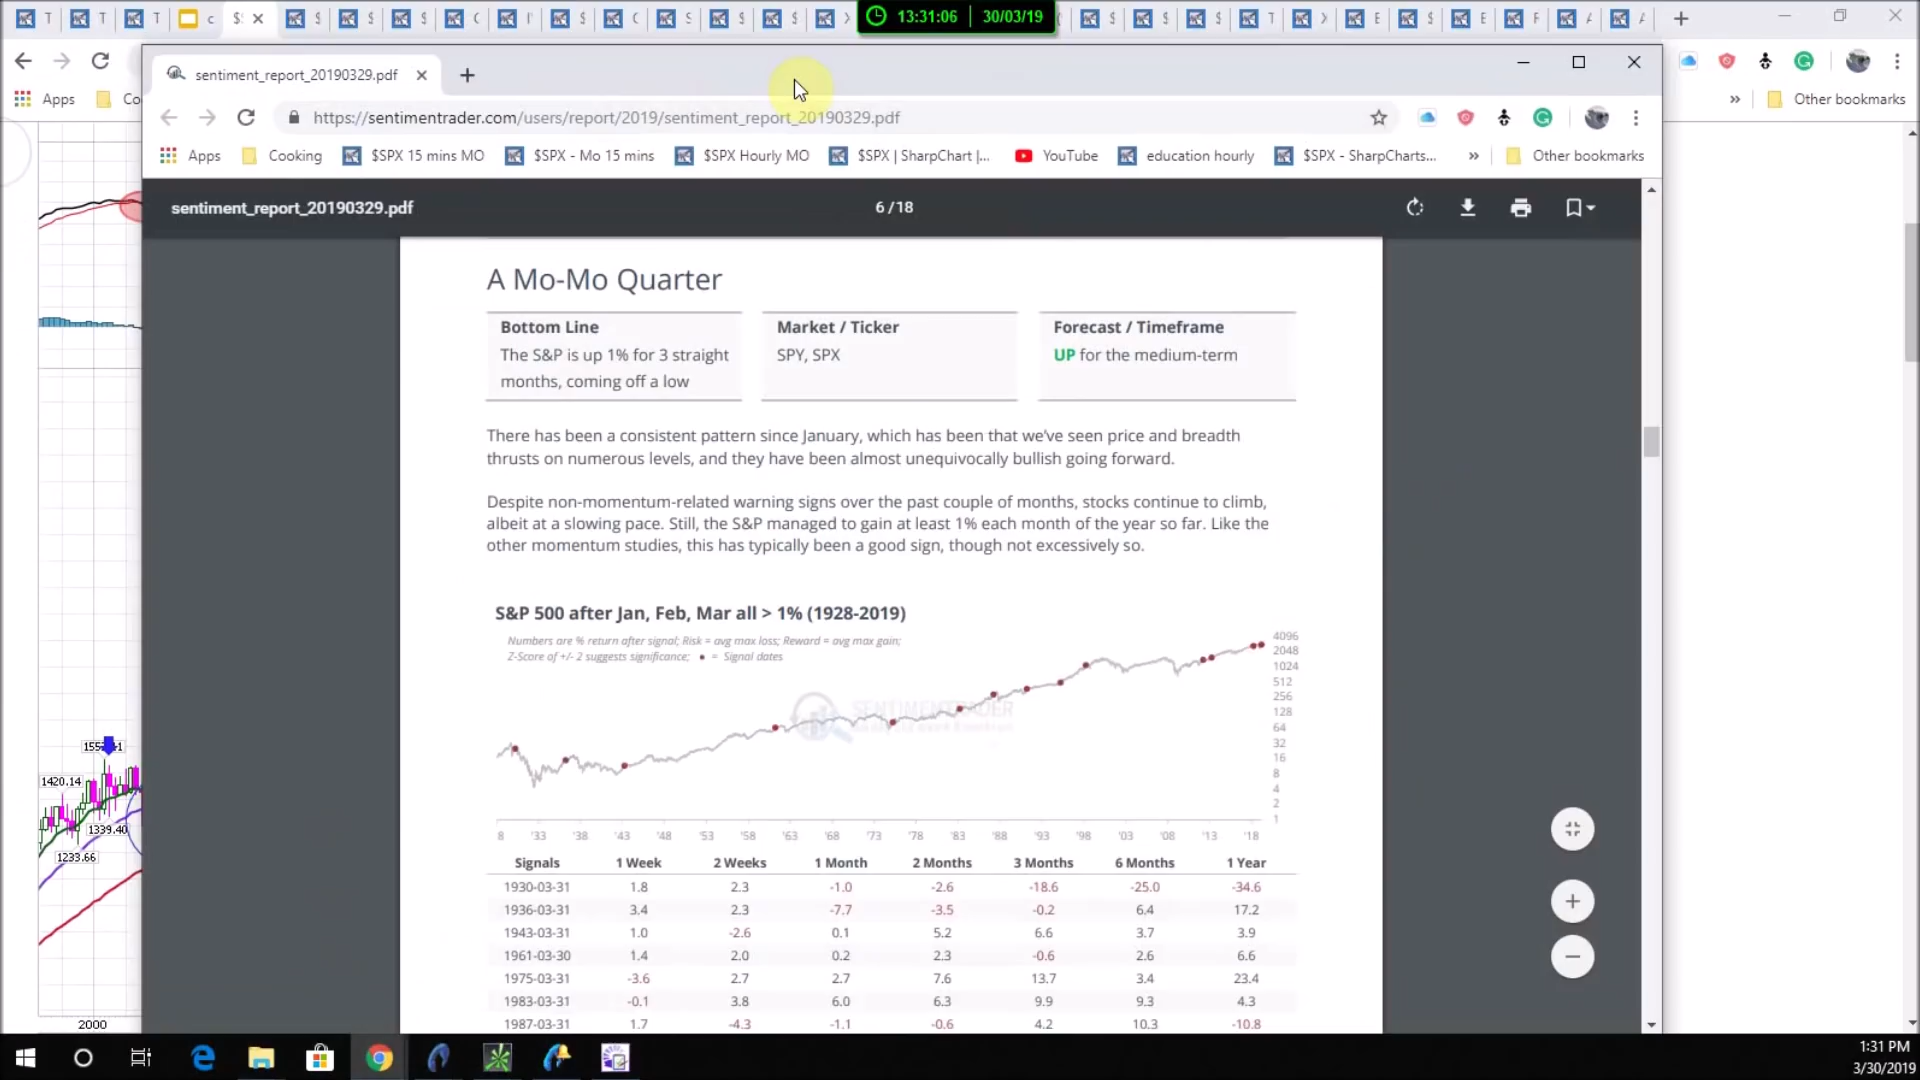 13:31:06 30/03/19
sentiment_report_20190329.pdf
https://sentimentrader.com/users/report/2019/sentiment_report_20190329.pdf
Apps
Other bookmarks
Apps Cooking $SPX 15 mins MO $SPX - Mo 15 mins $SPX Hourly MO $SPX | SharpChart |... YouTube education hourly $SPX - SharpCharts... » Other bookmarks
sentiment_report_20190329.pdf 6 / 18
A Mo-Mo Quarter
Bottom Line Market / Ticker Forecast / Timeframe
The S&P is up 1% for 3 straight SPY, SPX UP for the medium-term
months, coming off a low
There has been a consistent pattern since January, which has been that we've seen price and breadth
thrusts on numerous levels, and they have been almost unequivocally bullish going forward.
Despite non-momentum-related warning signs over the past couple of months, stocks continue to climb,
albeit at a slowing pace. Still, the S&P managed to gain at least 1% each month of the year so far. Like the
other momentum studies, this has typically been a good sign, though not excessively so.
S&P 500 after Jan, Feb, Mar all > 1% (1928-2019)
Numbers are % return after signal; Risk = avg max loss; Reward = avg max gain;
Z-Score of +/- 2 suggests significance; • = Signal dates
4096
2048
1024
512
256
128
64
32
16
8
4
2
1
SENTIMENTRADER
8 '33 '38 '43 '48 '53 '58 '63 '68 '73 '78 '83 '88 '93 '98 '03 '08 '13 '18
Signals 1 Week 2 Weeks 1 Month 2 Months 3 Months 6 Months 1 Year
1930-03-31 1.8 2.3 -1.0 -2.6 -18.6 -25.0 -34.6
1936-03-31 3.4 2.3 -7.7 -3.5 -0.2 6.4 17.2
1943-03-31 1.0 -2.6 0.1 5.2 6.6 3.7 3.9
1961-03-30 1.4 2.0 0.2 2.3 -0.6 2.6 6.6
1975-03-31 -3.6 2.7 2.7 7.6 13.7 3.4 23.4
1983-03-31 -0.1 3.8 6.0 6.3 9.9 9.3 4.3
1987-03-31 1.7 -4.3 -1.1 -0.6 4.2 10.3 -10.8
1420.14
1339.40
1233.66
2000
1:31 PM
3/30/2019